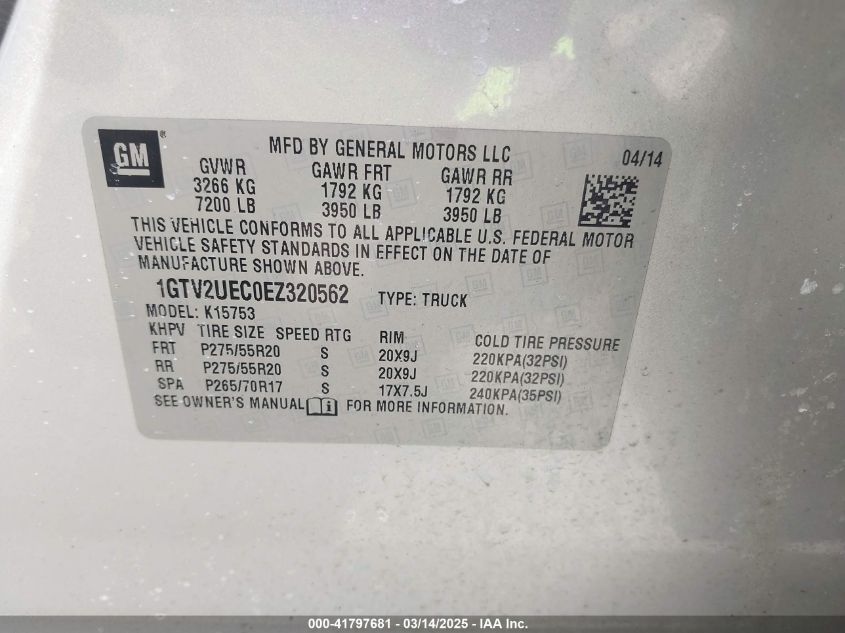 GM ®
MFD BY GENERAL MOTORS LLC 04/14
GVWR GAWR FRT GAWR RR
3266 KG 1792 KG 1792 KG
7200 LB 3950 LB 3950 LB
THIS VEHICLE CONFORMS TO ALL APPLICABLE U.S. FEDERAL MOTOR
VEHICLE SAFETY STANDARDS IN EFFECT ON THE DATE OF
MANUFACTURE SHOWN ABOVE.
1GTV2UEC0EZ320562 TYPE: TRUCK
MODEL: K15753
KHPV TIRE SIZE SPEED RTG RIM COLD TIRE PRESSURE
FRT P275/55R20 S 20X9J 220KPA(32PSI)
RR P275/55R20 S 20X9J 220KPA(32PSI)
SPA P265/70R17 S 17X7.5J 240KPA(35PSI)
SEE OWNER'S MANUAL FOR MORE INFORMATION.
000-41797681 - 03/14/2025 - IAA Inc.